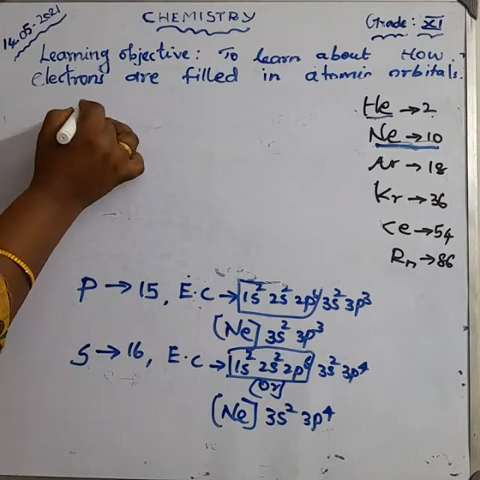 14.05.2021
CHEMISTRY
Grade: XI
Learning objective: To learn about How
electrons are filled in atomic orbitals.
He → 2
Ne → 10
Ar → 18
Kr → 36
Ce → 54
Rn → 86
P → 15, E.C → 1s² 2s² 2p⁶ 3s² 3p³
[Ne] 3s² 3p³
S → 16, E.C → 1s² 2s² 2p⁶ 3s² 3p⁴
(Or)
[Ne] 3s² 3p⁴